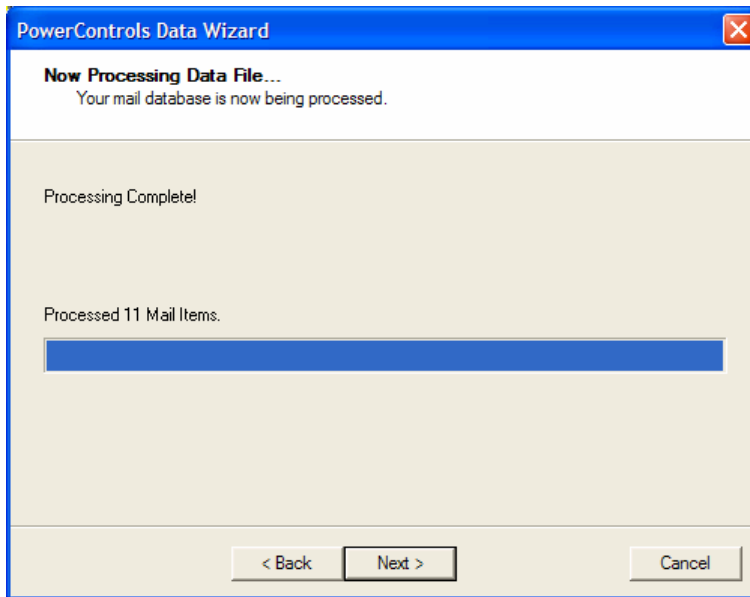 PowerControls Data Wizard
Now Processing Data File...
Your mail database is now being processed.
Processing Complete!
Processed 11 Mail Items.
< Back
Next >
Cancel